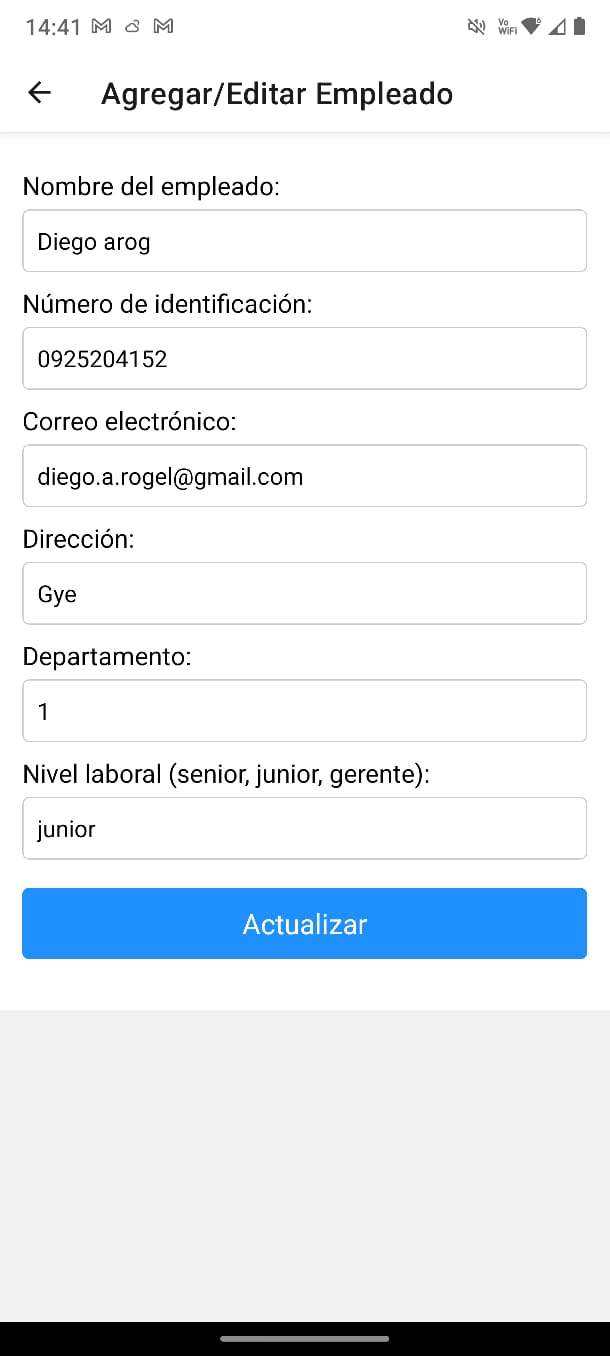 14:41
Vo
WiFi
6
Agregar/Editar Empleado
Nombre del empleado:
Diego arog
Número de identificación:
0925204152
Correo electrónico:
diego.a.rogel@gmail.com
Dirección:
Gye
Departamento:
1
Nivel laboral (senior, junior, gerente):
junior
Actualizar